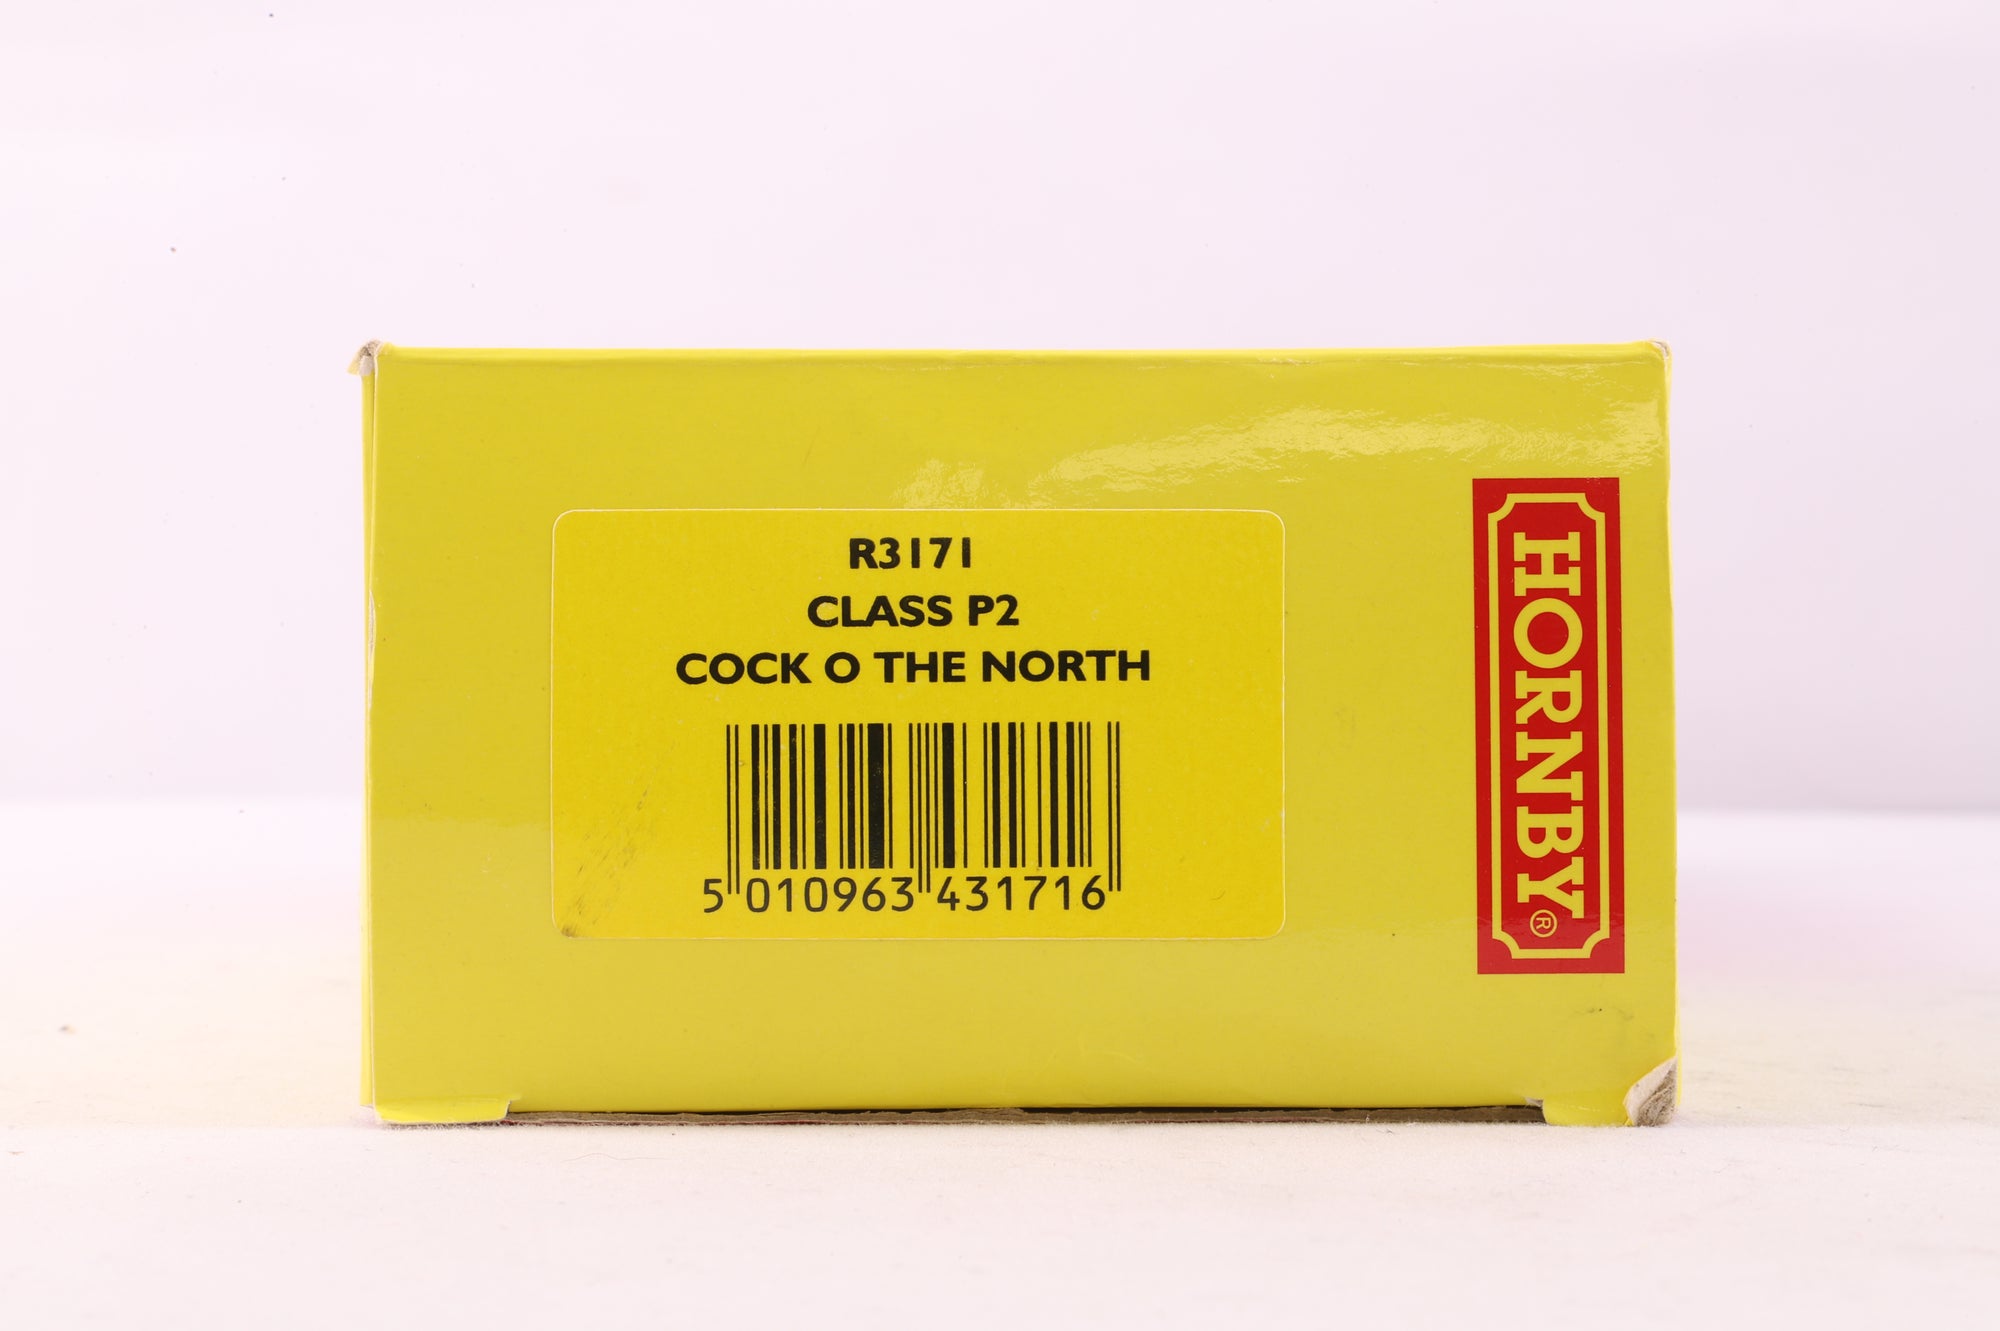 R3171
CLASS P2
COCK O THE NORTH
5 010963 431716
HORNBY®